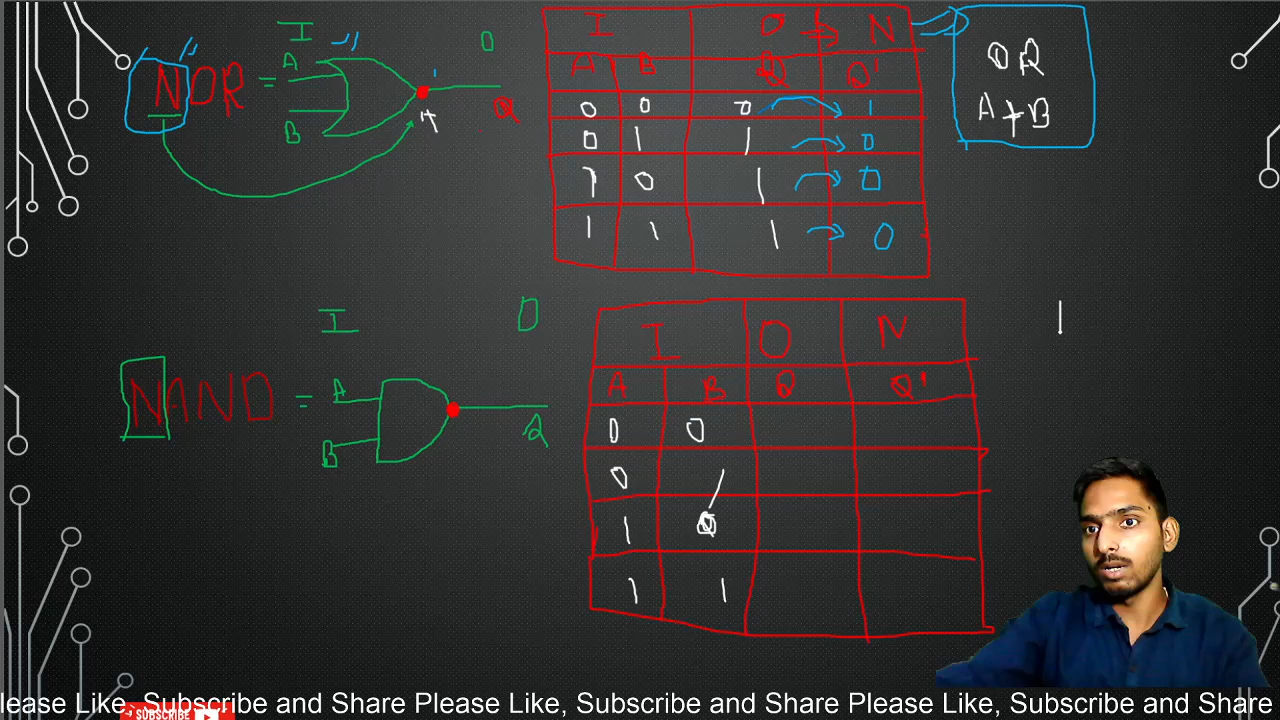 I O
NOR = A B Q
I O N
A B Q Q'
0 0 0 1
0 1 1 0
1 0 1 0
1 1 1 0
OR
A+B
I O
NAND = A B Q
I O N
A B Q Q'
0 0
0 1
1 0
1 1
lease Like, Subscribe and Share Please Like, Subscribe and Share Please Like, Subscribe and Share
SUBSCRIBE